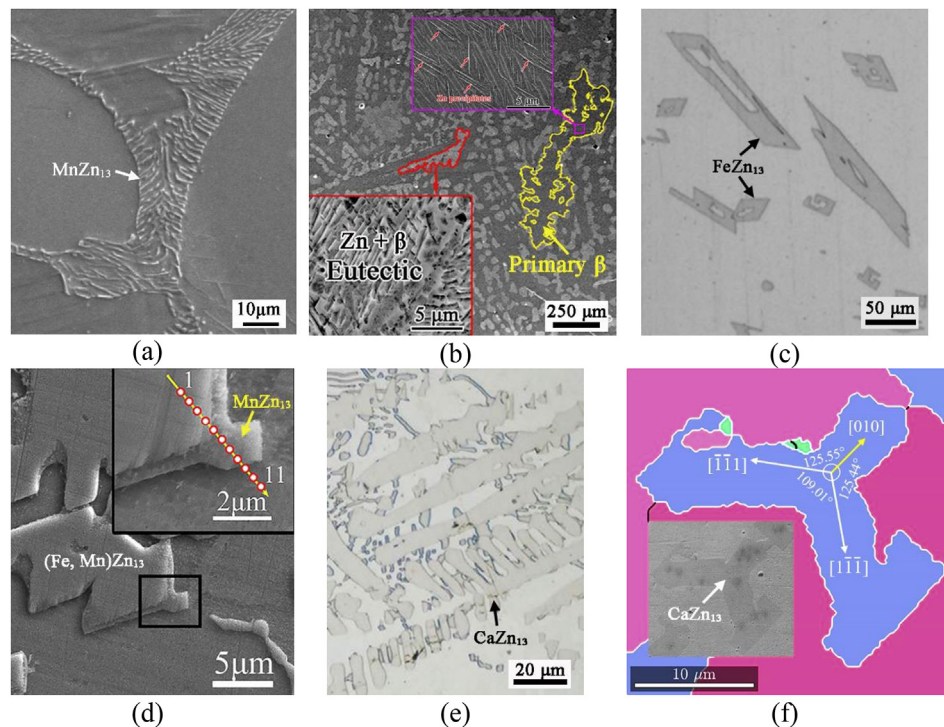 MnZn13
10μm
(a)
Zn precipitates
5 μm
Zn + β
Eutectic
5 μm
Primary β
250 μm
(b)
FeZn13
50 μm
(c)
1
MnZn13
11
2μm
(Fe, Mn)Zn13
5μm
(d)
CaZn13
20 μm
(e)
[010]
[1̄1̄1]
125.55°
109.01°
125.44°
[11̄1̄]
CaZn13
10 μm
(f)